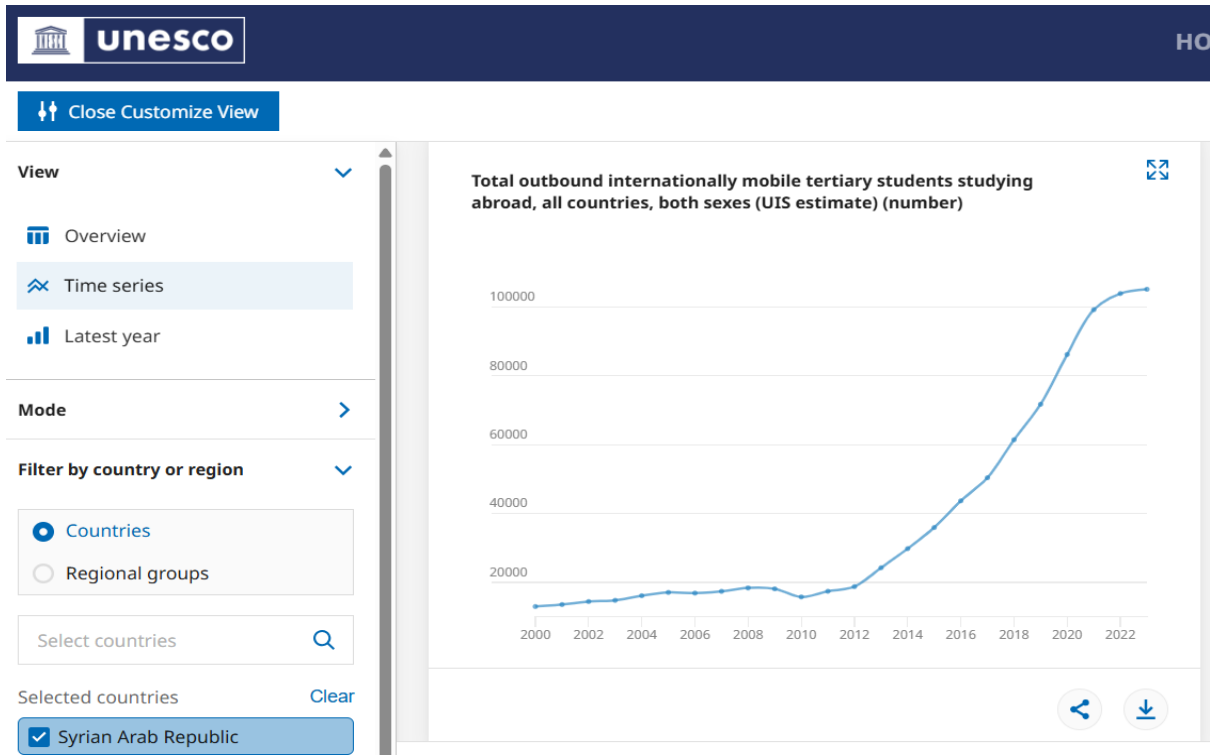 unesco
HO
Close Customize View
View
Overview
Time series
Latest year
Mode
Filter by country or region
Countries
Regional groups
Select countries
Selected countries Clear
Syrian Arab Republic
Total outbound internationally mobile tertiary students studying
abroad, all countries, both sexes (UIS estimate) (number)
100000
80000
60000
40000
20000
2000 2002 2004 2006 2008 2010 2012 2014 2016 2018 2020 2022